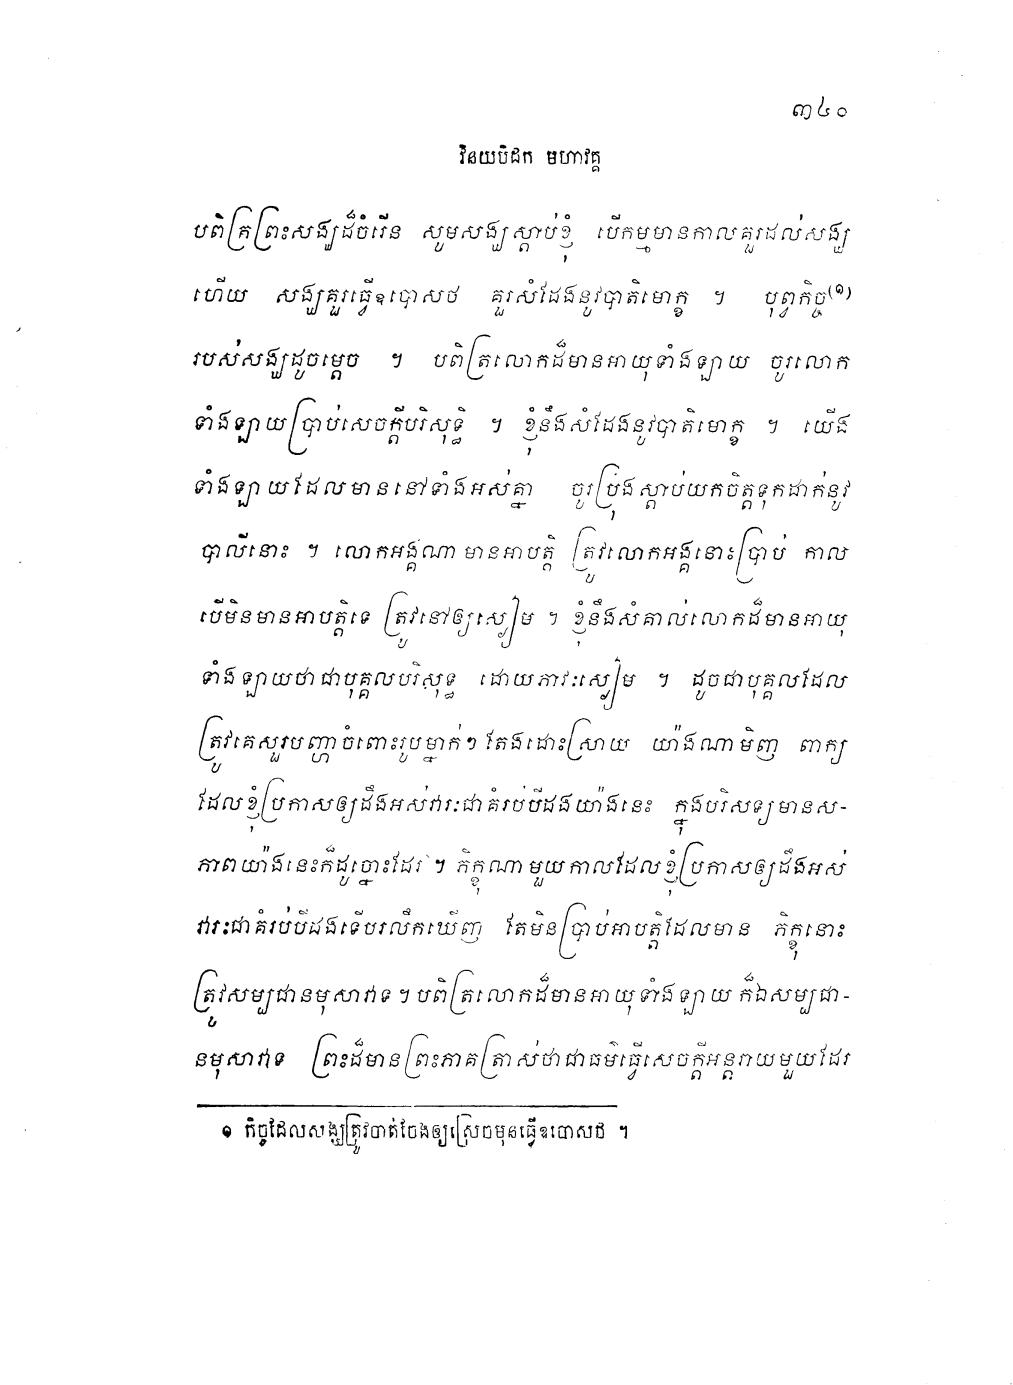 ៣៤០
វិនយបិដក មហាវគ្គ
បពិត្រព្រះសង្ឃដ៏ចំរើន សូមសង្ឃស្តាប់ខ្ញុំ បើកម្មមានកាលគួរដល់សង្ឃ
ហើយ សង្ឃគួរធ្វើឧបោសថ គួរសំដែងនូវបាតិមោក្ខ ។ បុព្វកិច្ច(១)
របស់សង្ឃដូចម្តេច ។ បពិត្រលោកដ៏មានអាយុទាំងឡាយ ចូរលោក
ទាំងឡាយប្រាប់សេចក្តីបរិសុទ្ធិ ។ ខ្ញុំនឹងសំដែងនូវបាតិមោក្ខ ។ យើង
ទាំងឡាយដែលមាននៅទាំងអស់គ្នា ចូរប្រុងស្តាប់យកចិត្តទុកដាក់នូវ
បាលីនោះ ។ លោកអង្គណាមានអាបត្តិ ត្រូវលោកអង្គនោះប្រាប់ កាល
បើមិនមានអាបត្តិទេ ត្រូវនៅឲ្យស្ងៀម ។ ខ្ញុំនឹងសំគាល់លោកដ៏មានអាយុ
ទាំងឡាយថាជាបុគ្គលបរិសុទ្ធ ដោយភាវៈស្ងៀម ។ ដូចជាបុគ្គលដែល
ត្រូវគេសួរបញ្ហាចំពោះរូបម្នាក់ៗ តែងដោះស្រាយ យ៉ាងណាមិញ ពាក្យ
ដែលខ្ញុំប្រកាសឲ្យដឹងអស់វារៈជាគំរប់បីដងយ៉ាងនេះ ក្នុងបរិសទ្យមានស-
ភាពយ៉ាងនេះក៏ដូច្នោះដែរ ។ ភិក្ខុណាមួយកាលដែលខ្ញុំប្រកាសឲ្យដឹងអស់
វារៈជាគំរប់បីដងទើបរលឹកឃើញ តែមិនប្រាប់អាបត្តិដែលមាន ភិក្ខុនោះ
ត្រូវសម្បជានមុសាវាទ ។ បពិត្រលោកដ៏មានអាយុទាំងឡាយ ក៏ឯសម្បជា-
នមុសាវាទ ព្រះដ៏មានព្រះភាគត្រាស់ថាជាធម៌ធ្វើសេចក្តីអន្តរាយមួយដែរ
១ កិច្ចដែលសង្ឃត្រូវចាត់ចែងឲ្យស្រេចមុនធ្វើឧបោសថ ។